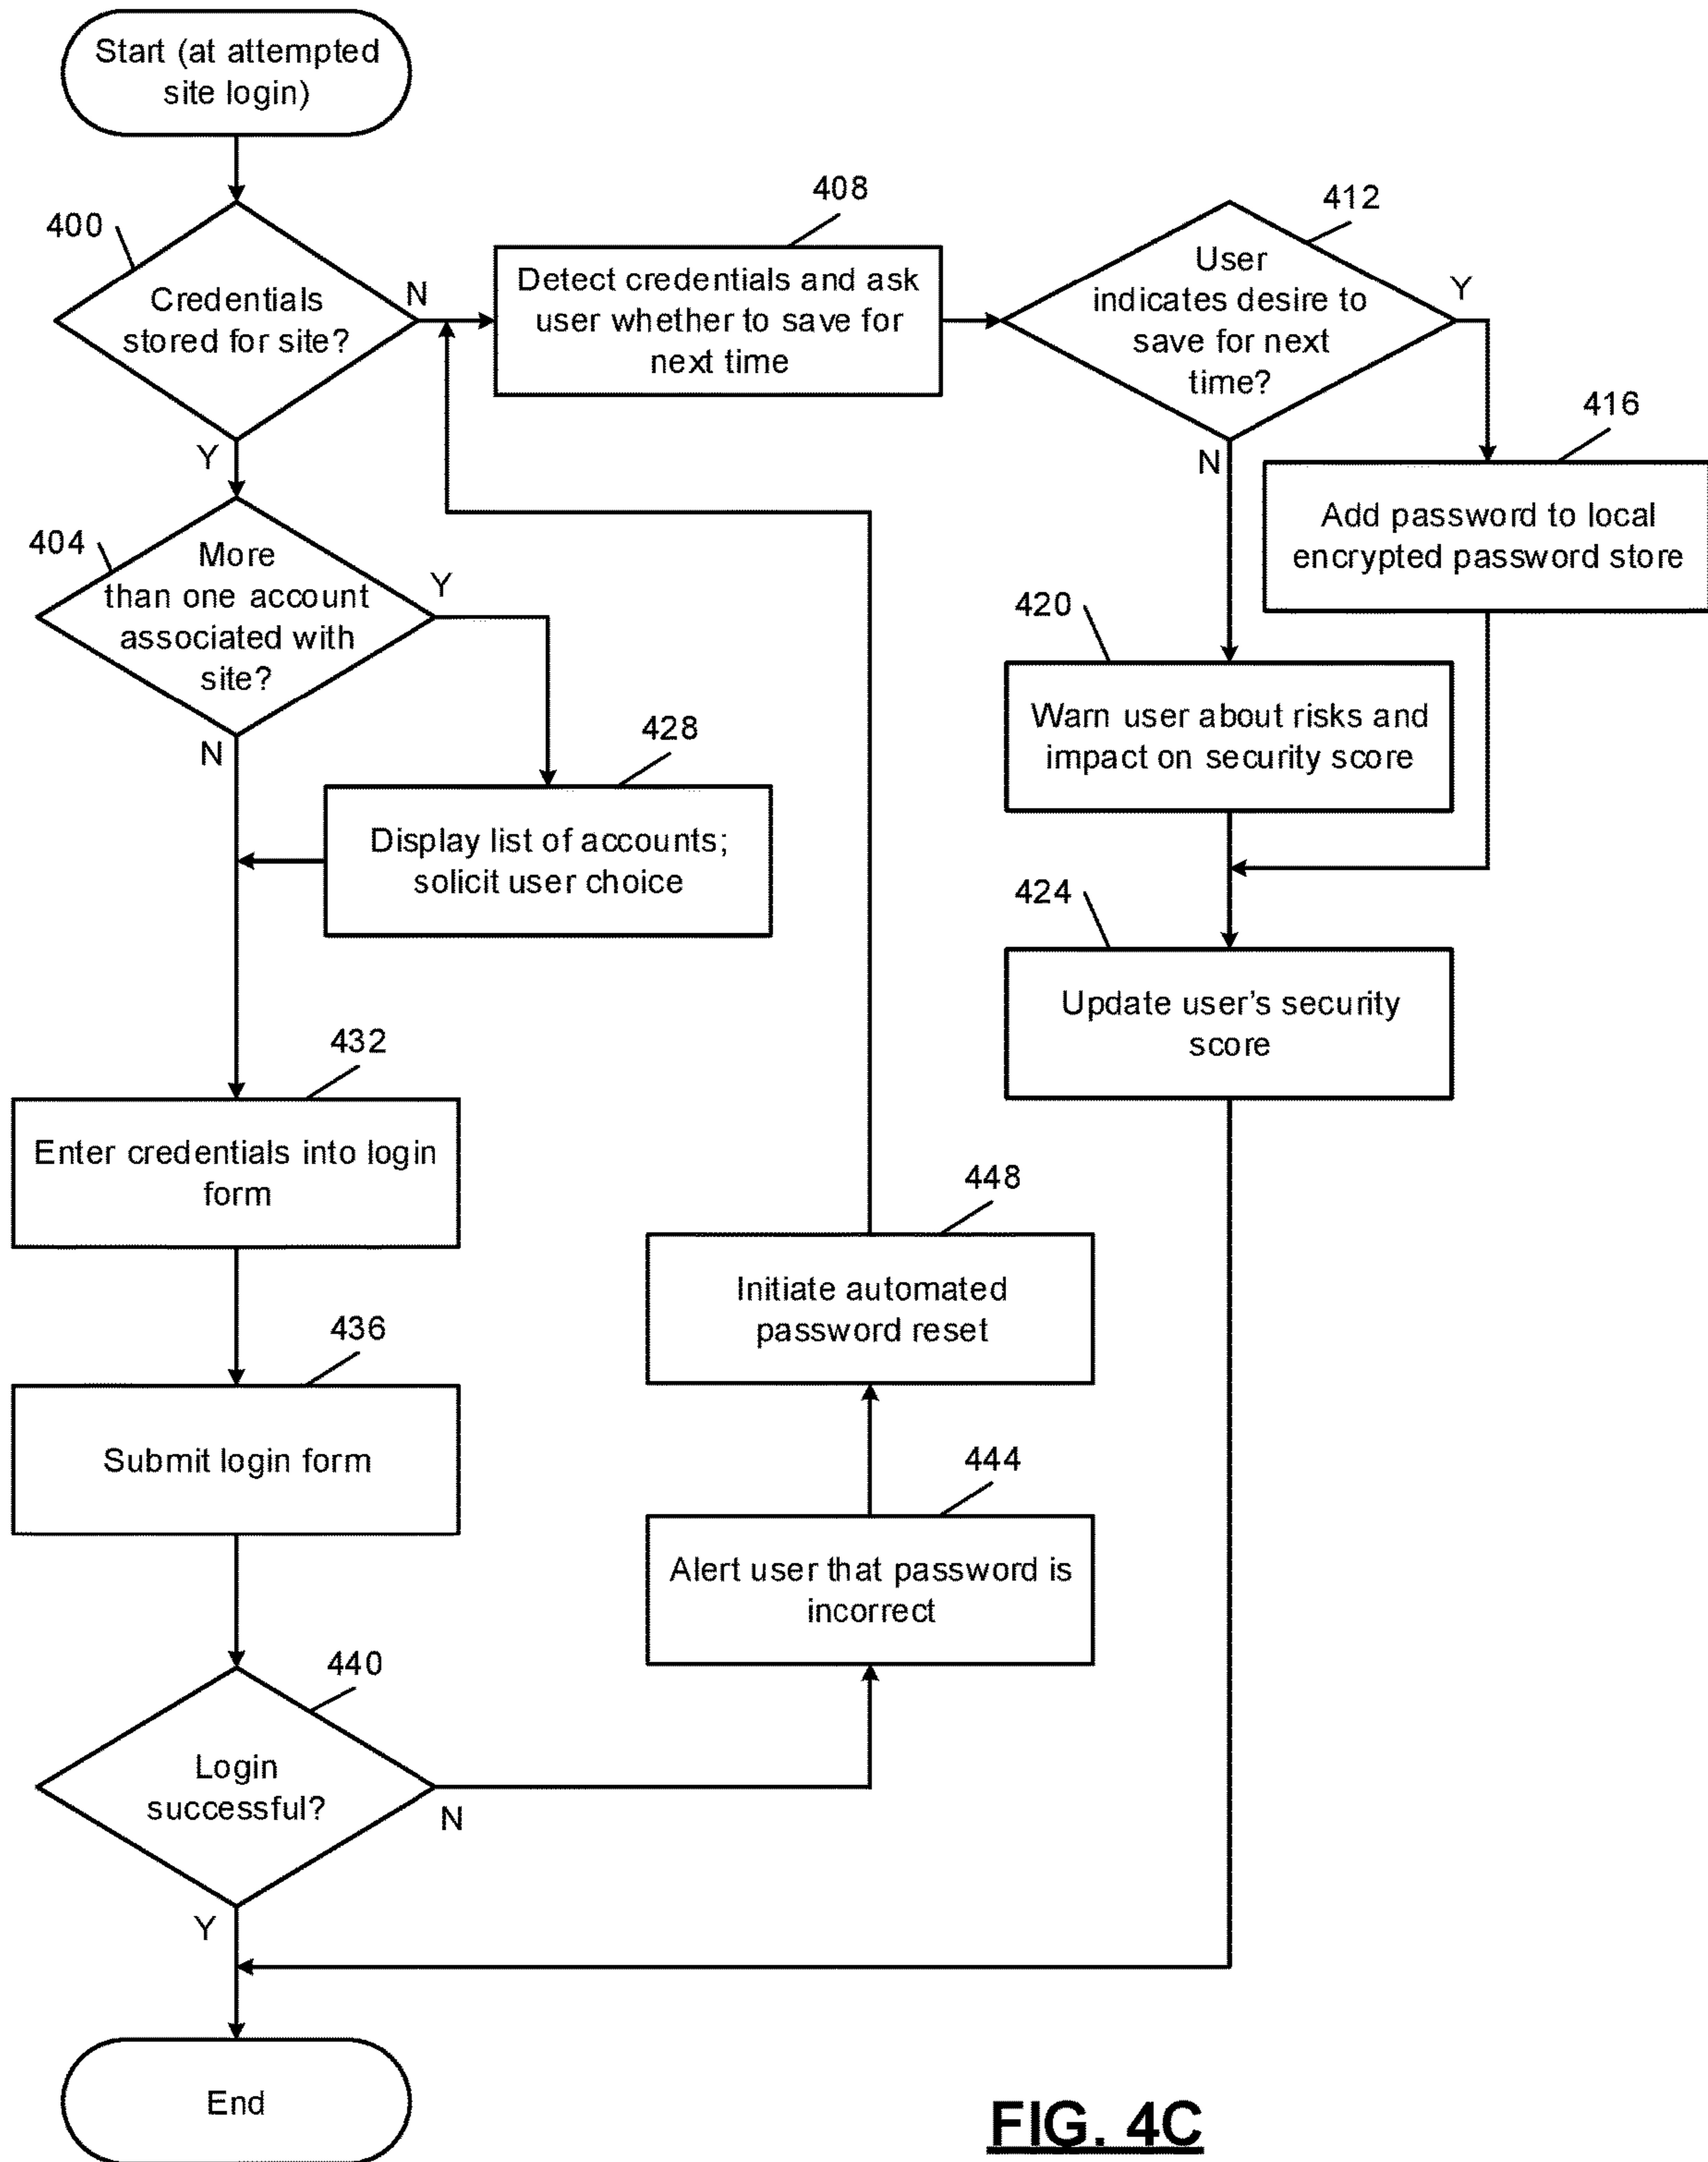 Start (at attempted
site login)
400
Credentials
stored for site?
N
Y
408
Detect credentials and ask
user whether to save for
next time
412
User
indicates desire to
save for next
time?
Y
N
416
Add password to local
encrypted password store
404
More
than one account
associated with
site?
Y
N
420
Warn user about risks and
impact on security score
428
Display list of accounts;
solicit user choice
424
Update user's security
score
432
Enter credentials into login
form
448
Initiate automated
password reset
436
Submit login form
444
Alert user that password is
incorrect
440
Login
successful?
N
Y
End
FIG. 4C